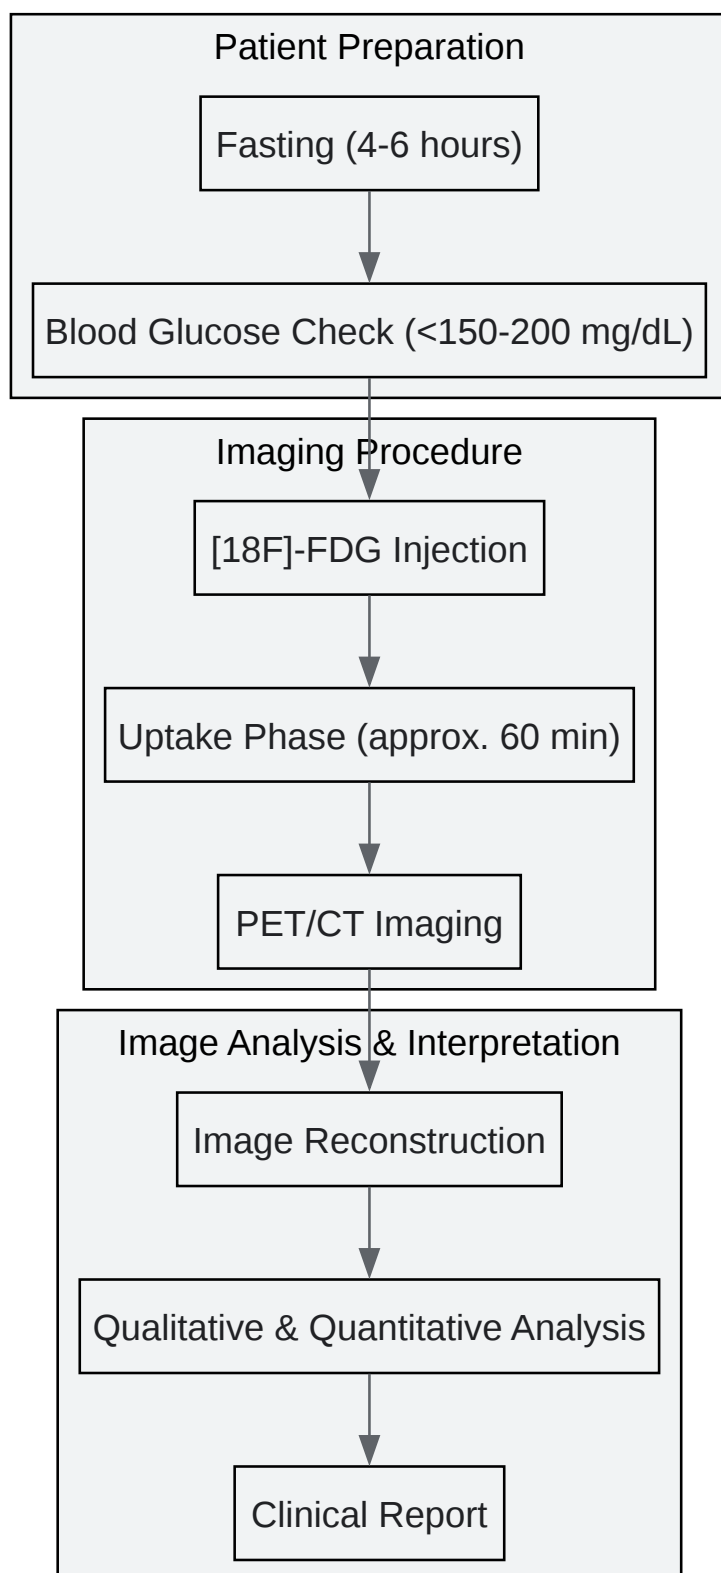 Patient Preparation
Fasting (4-6 hours)
Blood Glucose Check (<150-200 mg/dL)
Imaging Procedure
[18F]-FDG Injection
Uptake Phase (approx. 60 min)
PET/CT Imaging
Image Analysis & Interpretation
Image Reconstruction
Qualitative & Quantitative Analysis
Clinical Report